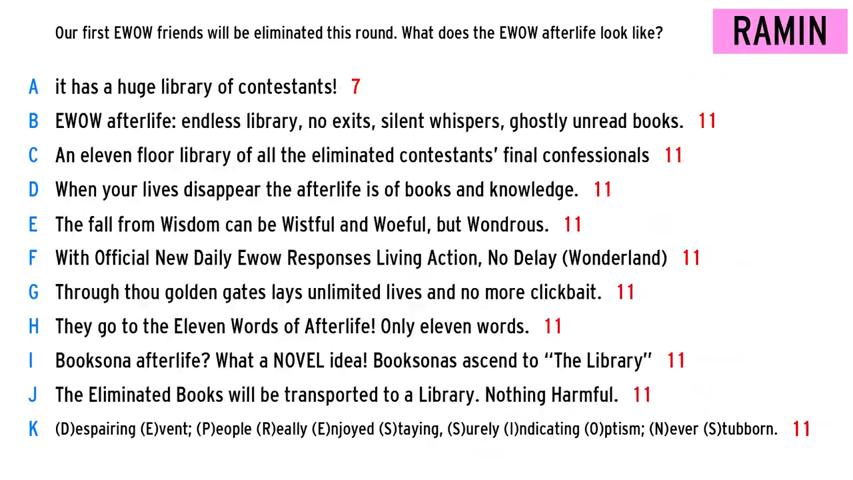 Our first EWOW friends will be eliminated this round. What does the EWOW afterlife look like?
RAMIN
A it has a huge library of contestants! 7
B EWOW afterlife: endless library, no exits, silent whispers, ghostly unread books. 11
C An eleven floor library of all the eliminated contestants' final confessionals 11
D When your lives disappear the afterlife is of books and knowledge. 11
E The fall from Wisdom can be Wistful and Woeful, but Wondrous. 11
F With Official New Daily Ewow Responses Living Action, No Delay (Wonderland) 11
G Through thou golden gates lays unlimited lives and no more clickbait. 11
H They go to the Eleven Words of Afterlife! Only eleven words. 11
I Booksona afterlife? What a NOVEL idea! Booksonas ascend to “The Library” 11
J The Eliminated Books will be transported to a Library. Nothing Harmful. 11
K (D)espairing (E)vent; (P)eople (R)eally (E)njoyed (S)taying, (S)urely (I)ndicating (O)ptism; (N)ever (S)tubborn. 11